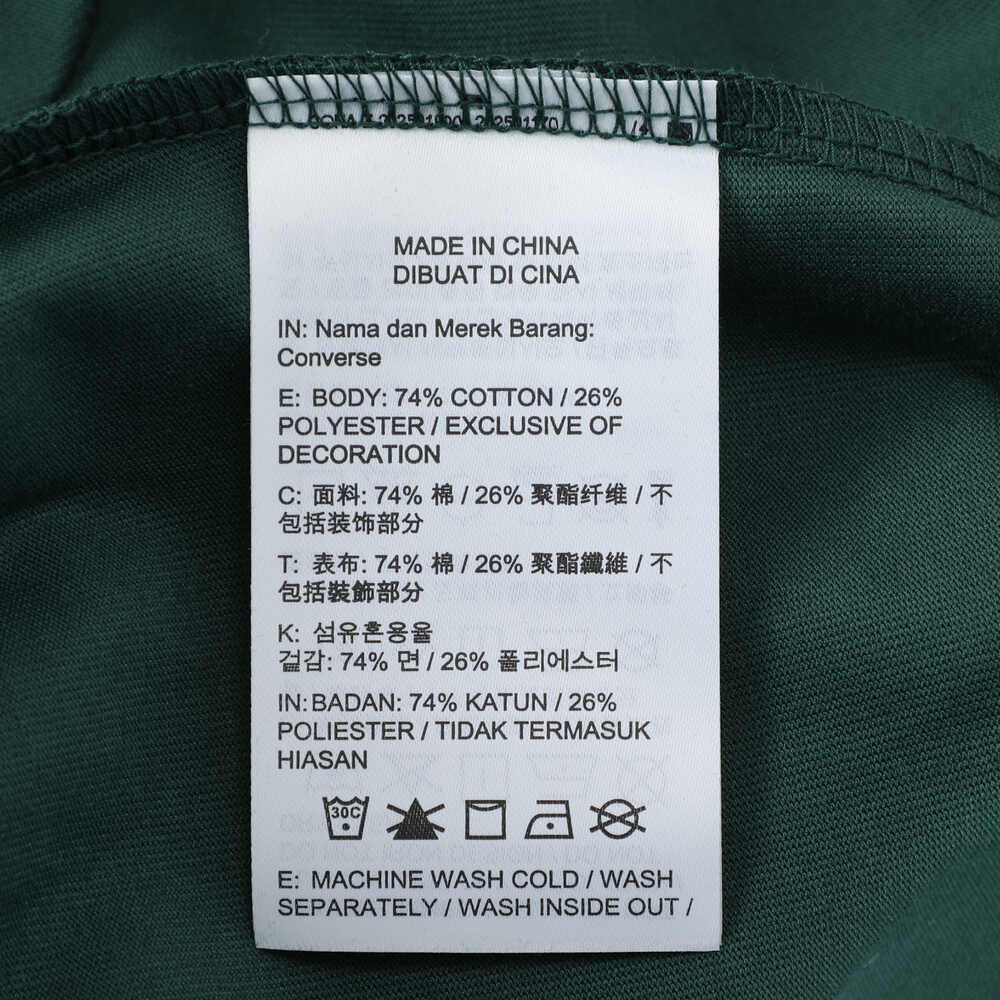 MADE IN CHINA
DIBUAT DI CINA
IN: Nama dan Merek Barang:
Converse
E: BODY: 74% COTTON / 26%
POLYESTER / EXCLUSIVE OF
DECORATION
C: 面料: 74% 棉 / 26% 聚酯纤维 / 不
包括装饰部分
T: 表布: 74% 棉 / 26% 聚酯纖維 / 不
包括裝飾部分
K: 섬유혼용율
겉감: 74% 면 / 26% 폴리에스터
IN: BADAN: 74% KATUN / 26%
POLIESTER / TIDAK TERMASUK
HIASAN
30C
E: MACHINE WASH COLD / WASH
SEPARATELY / WASH INSIDE OUT /